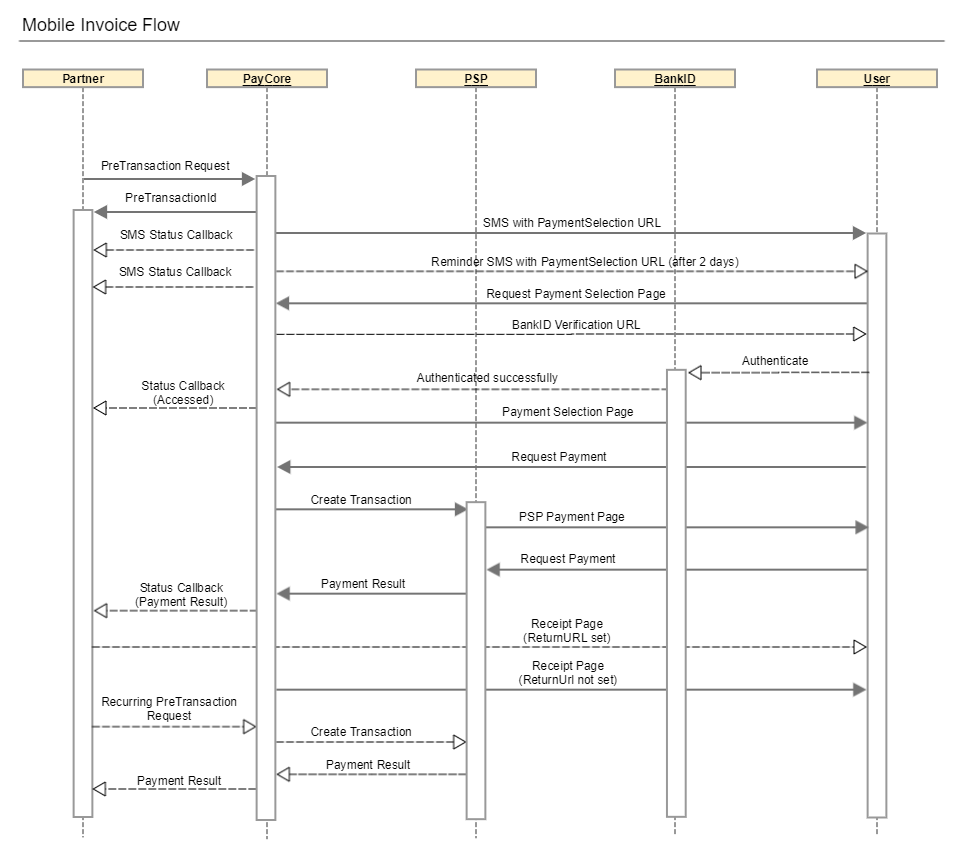 Mobile Invoice Flow
Partner
PayCore
PSP
BankID
User
PreTransaction Request
PreTransactionId
SMS with PaymentSelection URL
SMS Status Callback
Reminder SMS with PaymentSelection URL (after 2 days)
SMS Status Callback
Request Payment Selection Page
BankID Verification URL
Authenticate
Authenticated successfully
Status Callback
(Accessed)
Payment Selection Page
Request Payment
Create Transaction
PSP Payment Page
Request Payment
Payment Result
Status Callback
(Payment Result)
Receipt Page
(ReturnURL set)
Receipt Page
(ReturnUrl not set)
Recurring PreTransaction
Request
Create Transaction
Payment Result
Payment Result